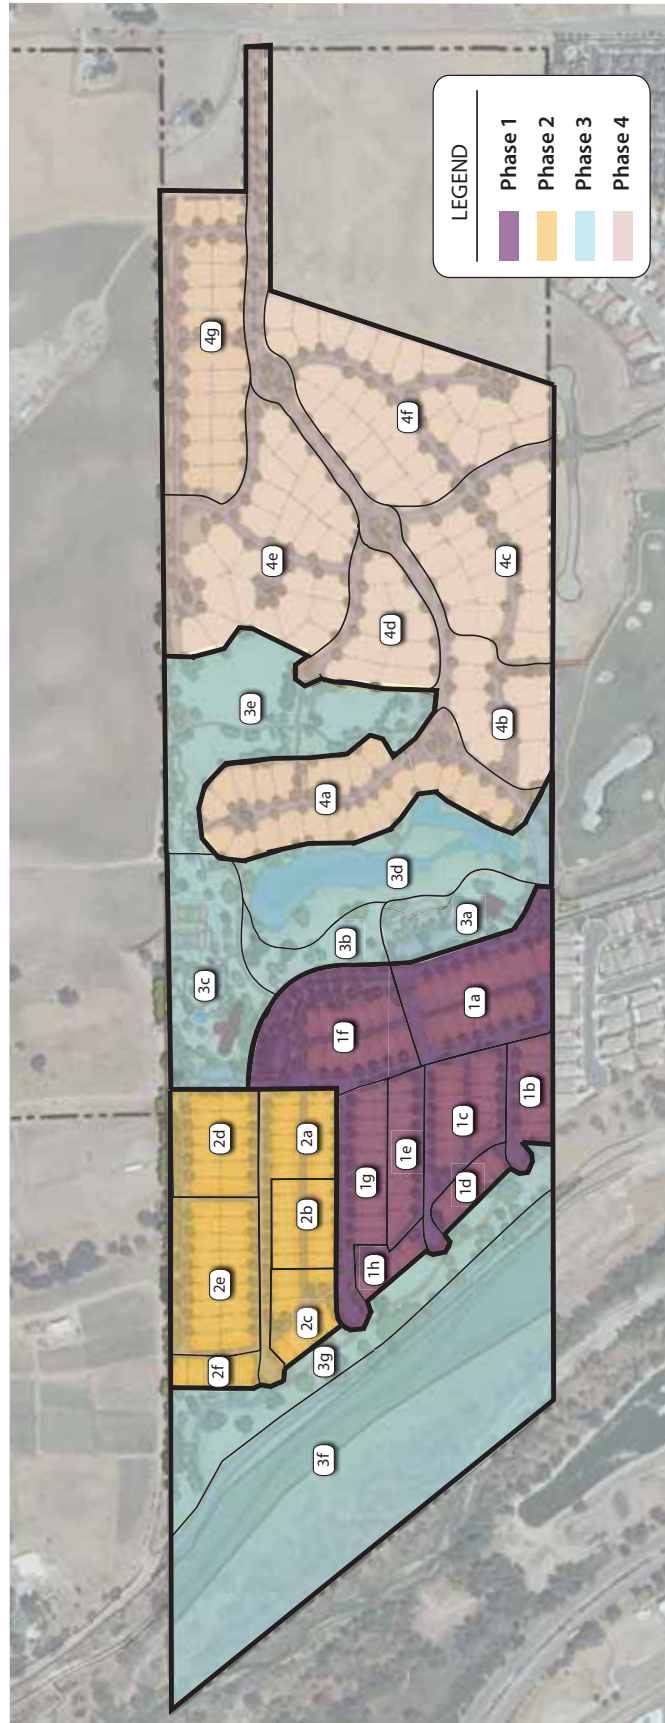 LEGEND
Phase 1
Phase 2
Phase 3
Phase 4
4g
4f
4e
4c
4d
4b
3e
4a
3d
3a
3b
3c
1a
1f
1b
1c
1e
1d
1g
1h
2d
2a
2b
2e
2c
2f
3g
3f